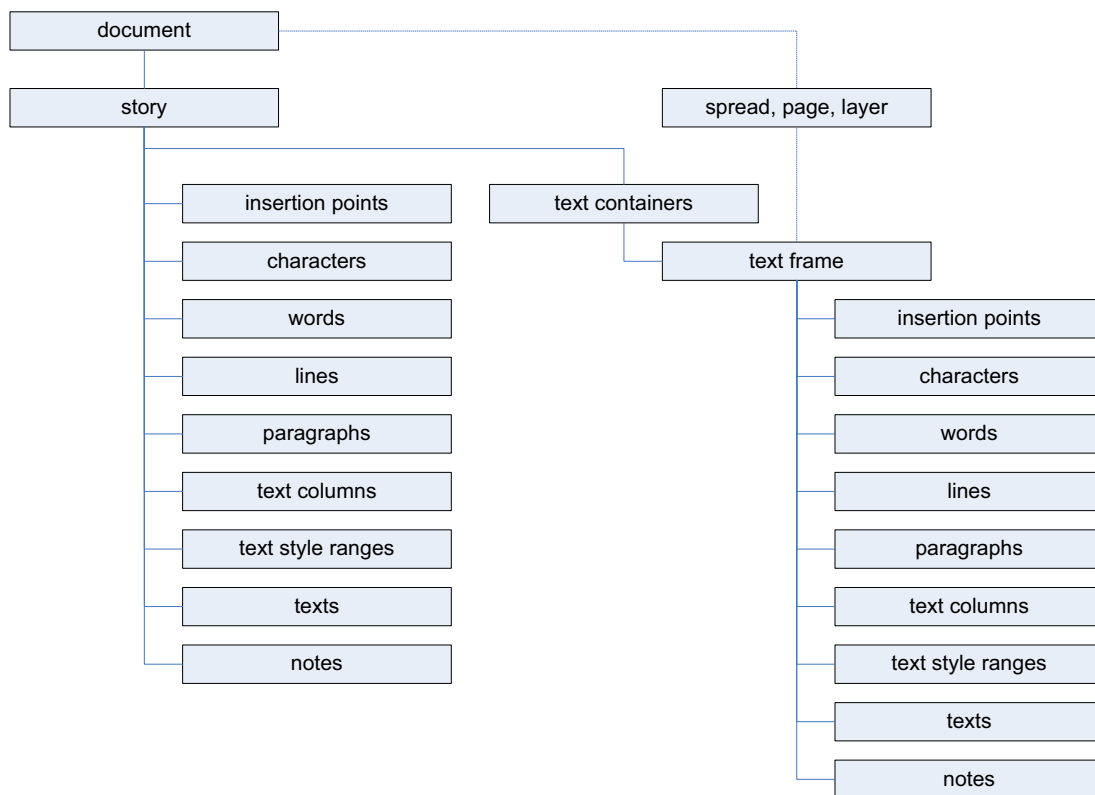 document
story
spread, page, layer
insertion points
text containers
characters
text frame
words
insertion points
lines
characters
paragraphs
words
text columns
lines
text style ranges
paragraphs
texts
text columns
notes
text style ranges
texts
notes